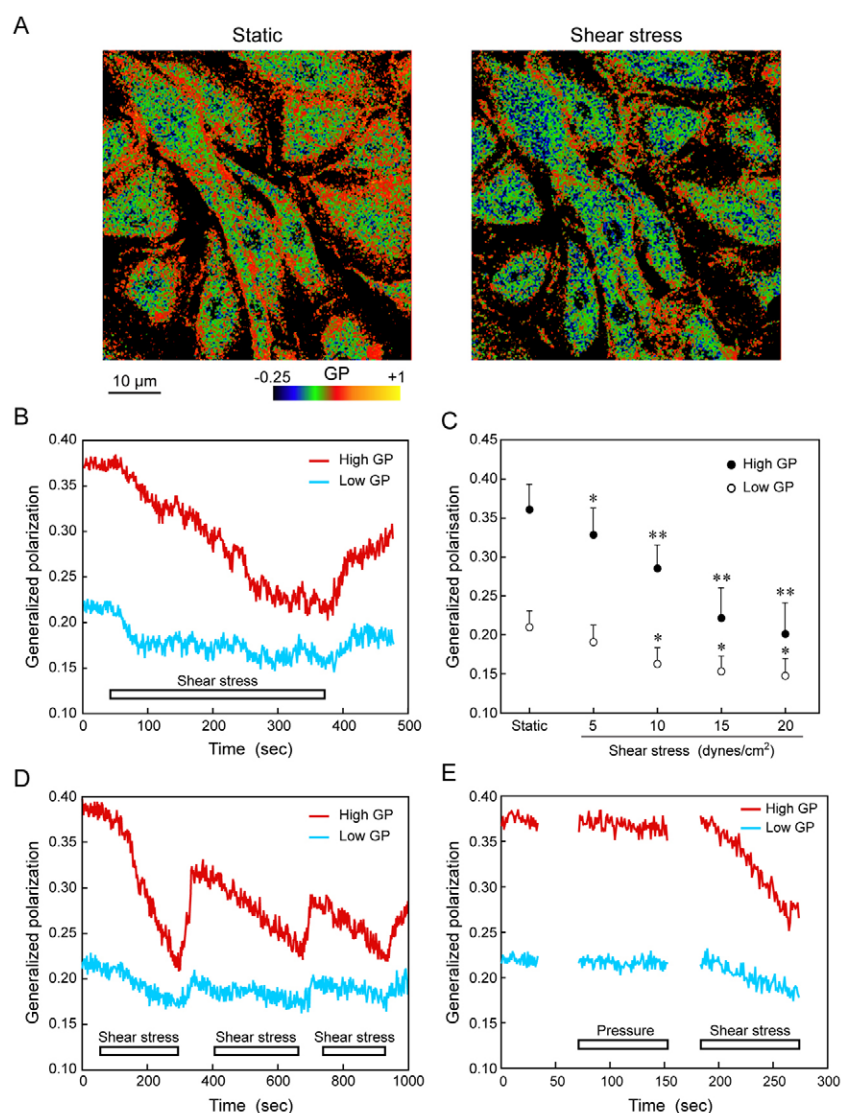 A
Static
Shear stress
-0.25 GP +1
10 µm
B
0.40
0.35
0.30
0.25
0.20
0.15
0.10
Generalized polarization
High GP
Low GP
Shear stress
0 100 200 300 400 500
Time (sec)
C
0.45
0.40
0.35
0.30
0.25
0.20
0.15
0.10
Generalized polarisation
High GP
Low GP
*
**
**
**
*
*
*
Static 5 10 15 20
Shear stress (dynes/cm²)
D
0.40
0.35
0.30
0.25
0.20
0.15
0.10
Generalized polarization
High GP
Low GP
Shear stress Shear stress Shear stress
0 200 400 600 800 1000
Time (sec)
E
0.40
0.35
0.30
0.25
0.20
0.15
0.10
Generalized polarization
High GP
Low GP
Pressure Shear stress
0 50 100 150 200 250 300
Time (sec)